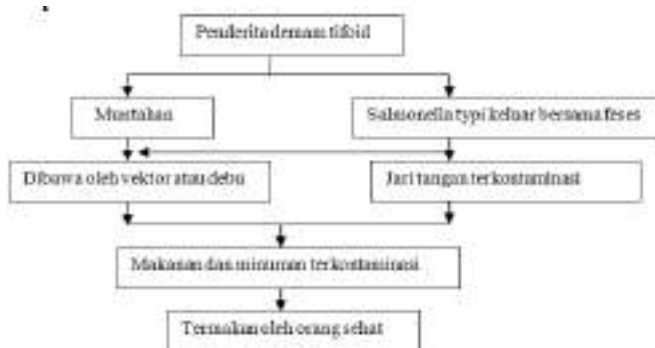 Penderita demam tifoid
Muntahan
Salmonella typi keluar bersama feses
Dibawa oleh vektor atau debu
Jari tangan terkontaminasi
Makanan dan minuman terkontaminasi
Termakan oleh orang sehat